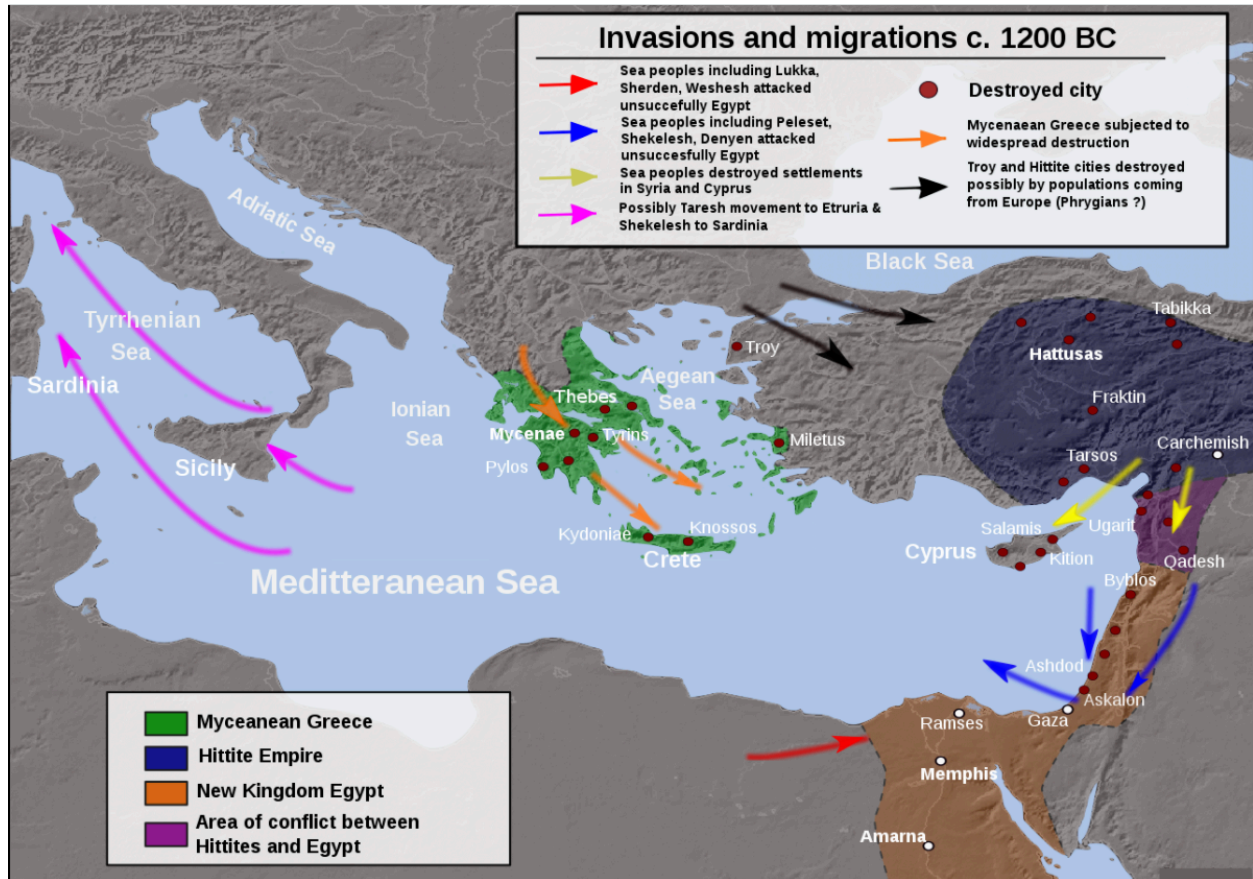 Invasions and migrations c. 1200 BC
Sea peoples including Lukka,
Sherden, Weshesh attacked
unsuccefully Egypt
Sea peoples including Peleset,
Shekelesh, Denyen attacked
unsuccesfully Egypt
Sea peoples destroyed settlements
in Syria and Cyprus
Possibly Taresh movement to Etruria &
Shekelesh to Sardinia
Destroyed city
Mycenaean Greece subjected to
widespread destruction
Troy and Hittite cities destroyed
possibly by populations coming
from Europe (Phrygians ?)
Adriatic Sea
Black Sea
Tyrrhenian
Sea
Sardinia
Sicily
Ionian
Sea
Aegean
Sea
Troy
Thebes
Mycenae
Tyrins
Pylos
Miletus
Kydoniae
Knossos
Crete
Tabikka
Hattusas
Fraktin
Carchemish
Tarsos
Salamis
Ugarit
Cyprus
Kition
Qadesh
Byblos
Meditteranean Sea
Ashdod
Askalon
Gaza
Ramses
Memphis
Amarna
Myceanean Greece
Hittite Empire
New Kingdom Egypt
Area of conflict between
Hittites and Egypt